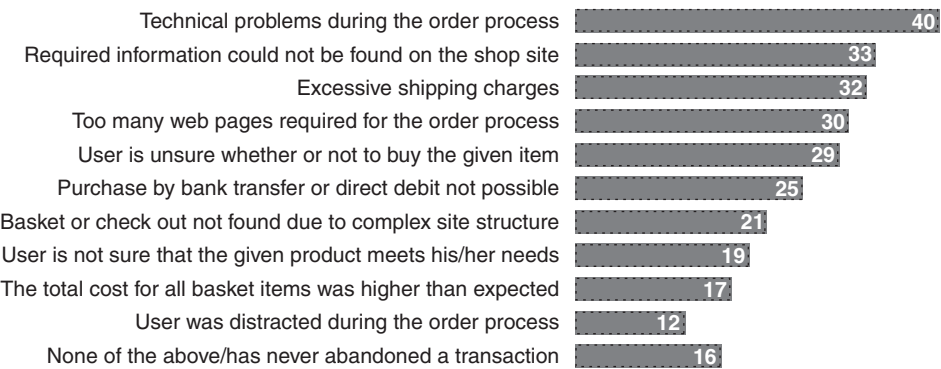 Technical problems during the order process 40
Required information could not be found on the shop site 33
Excessive shipping charges 32
Too many web pages required for the order process 30
User is unsure whether or not to buy the given item 29
Purchase by bank transfer or direct debit not possible 25
Basket or check out not found due to complex site structure 21
User is not sure that the given product meets his/her needs 19
The total cost for all basket items was higher than expected 17
User was distracted during the order process 12
None of the above/has never abandoned a transaction 16